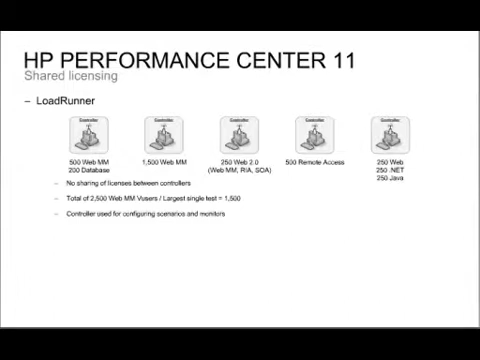 HP PERFORMANCE CENTER 11
Shared licensing
– LoadRunner
Controller Controller Controller Controller Controller
500 Web MM 1,500 Web MM 250 Web 2.0 500 Remote Access 250 Web
200 Database (Web MM, RIA, SOA) 250 .NET
250 Java
– No sharing of licenses between controllers
– Total of 2,500 Web MM Vusers / Largest single test = 1,500
– Controller used for configuring scenarios and monitors